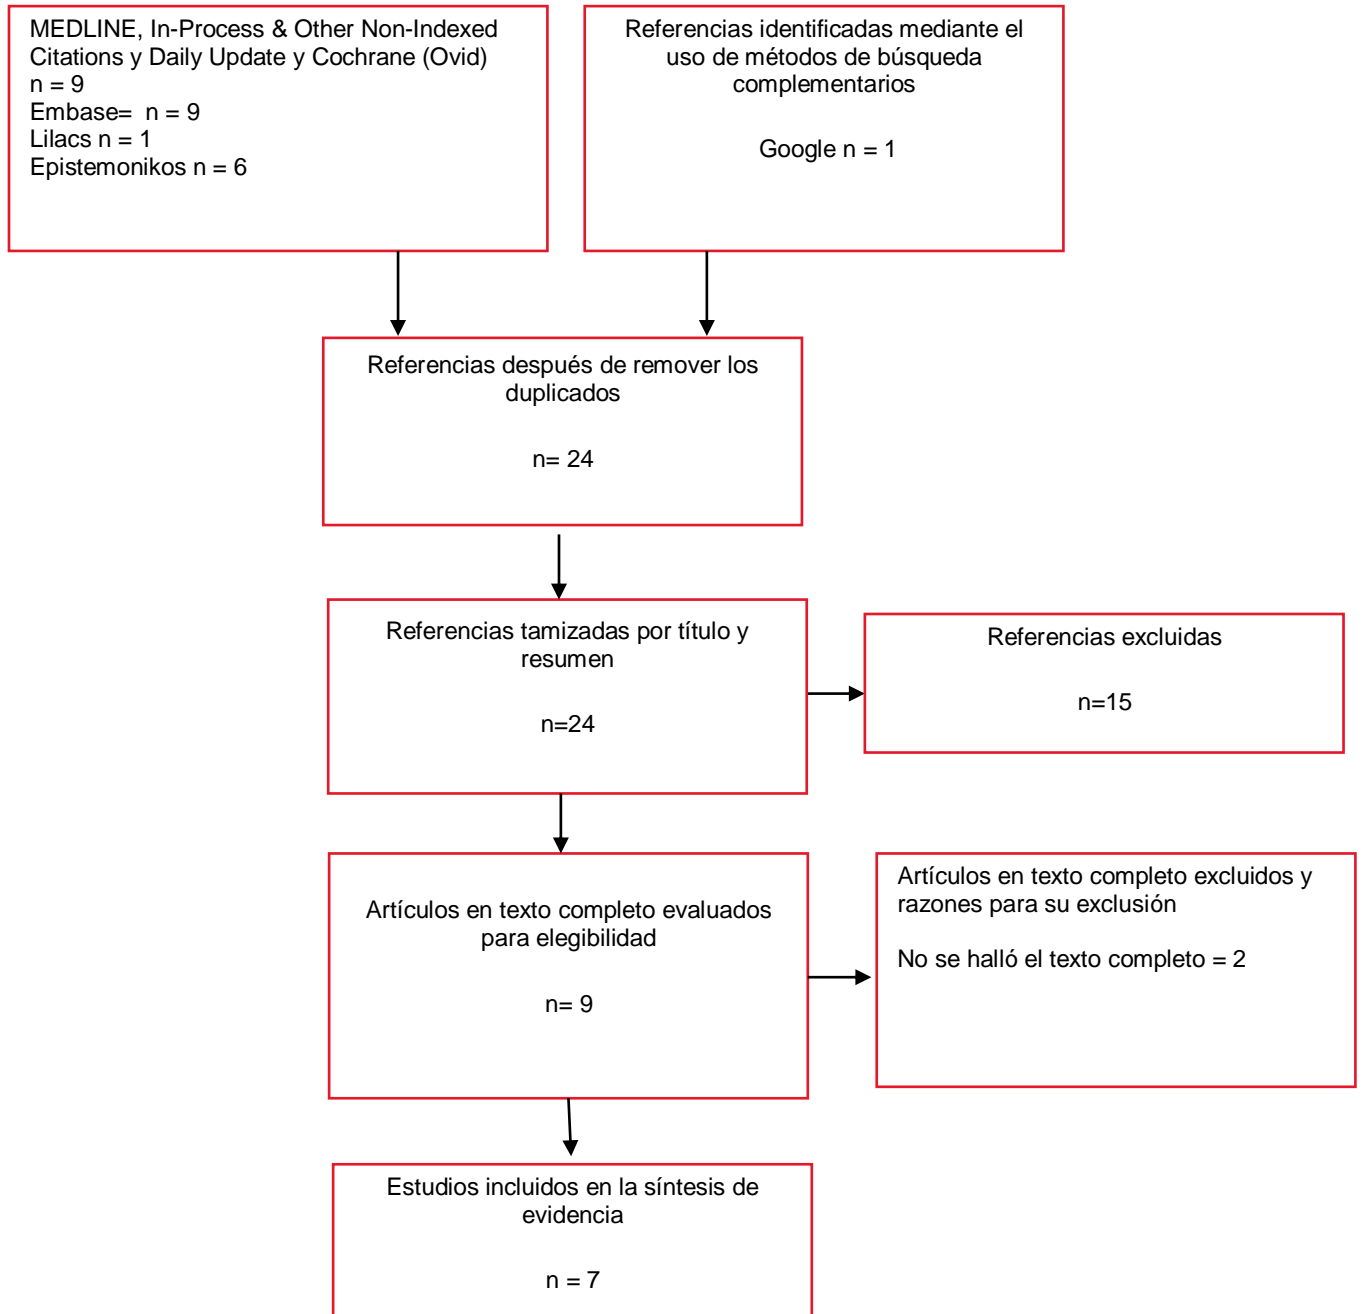 MEDLINE, In-Process & Other Non-Indexed
Citations y Daily Update y Cochrane (Ovid)
n = 9
Embase=  n = 9
Lilacs n = 1
Epistemonikos n = 6
Referencias identificadas mediante el
uso de métodos de búsqueda
complementarios
Google n = 1
Referencias después de remover los
duplicados
n= 24
Referencias tamizadas por título y
resumen
n=24
Referencias excluidas
n=15
Artículos en texto completo evaluados
para elegibilidad
n= 9
Artículos en texto completo excluidos y
razones para su exclusión
No se halló el texto completo = 2
Estudios incluidos en la síntesis de
evidencia
n = 7